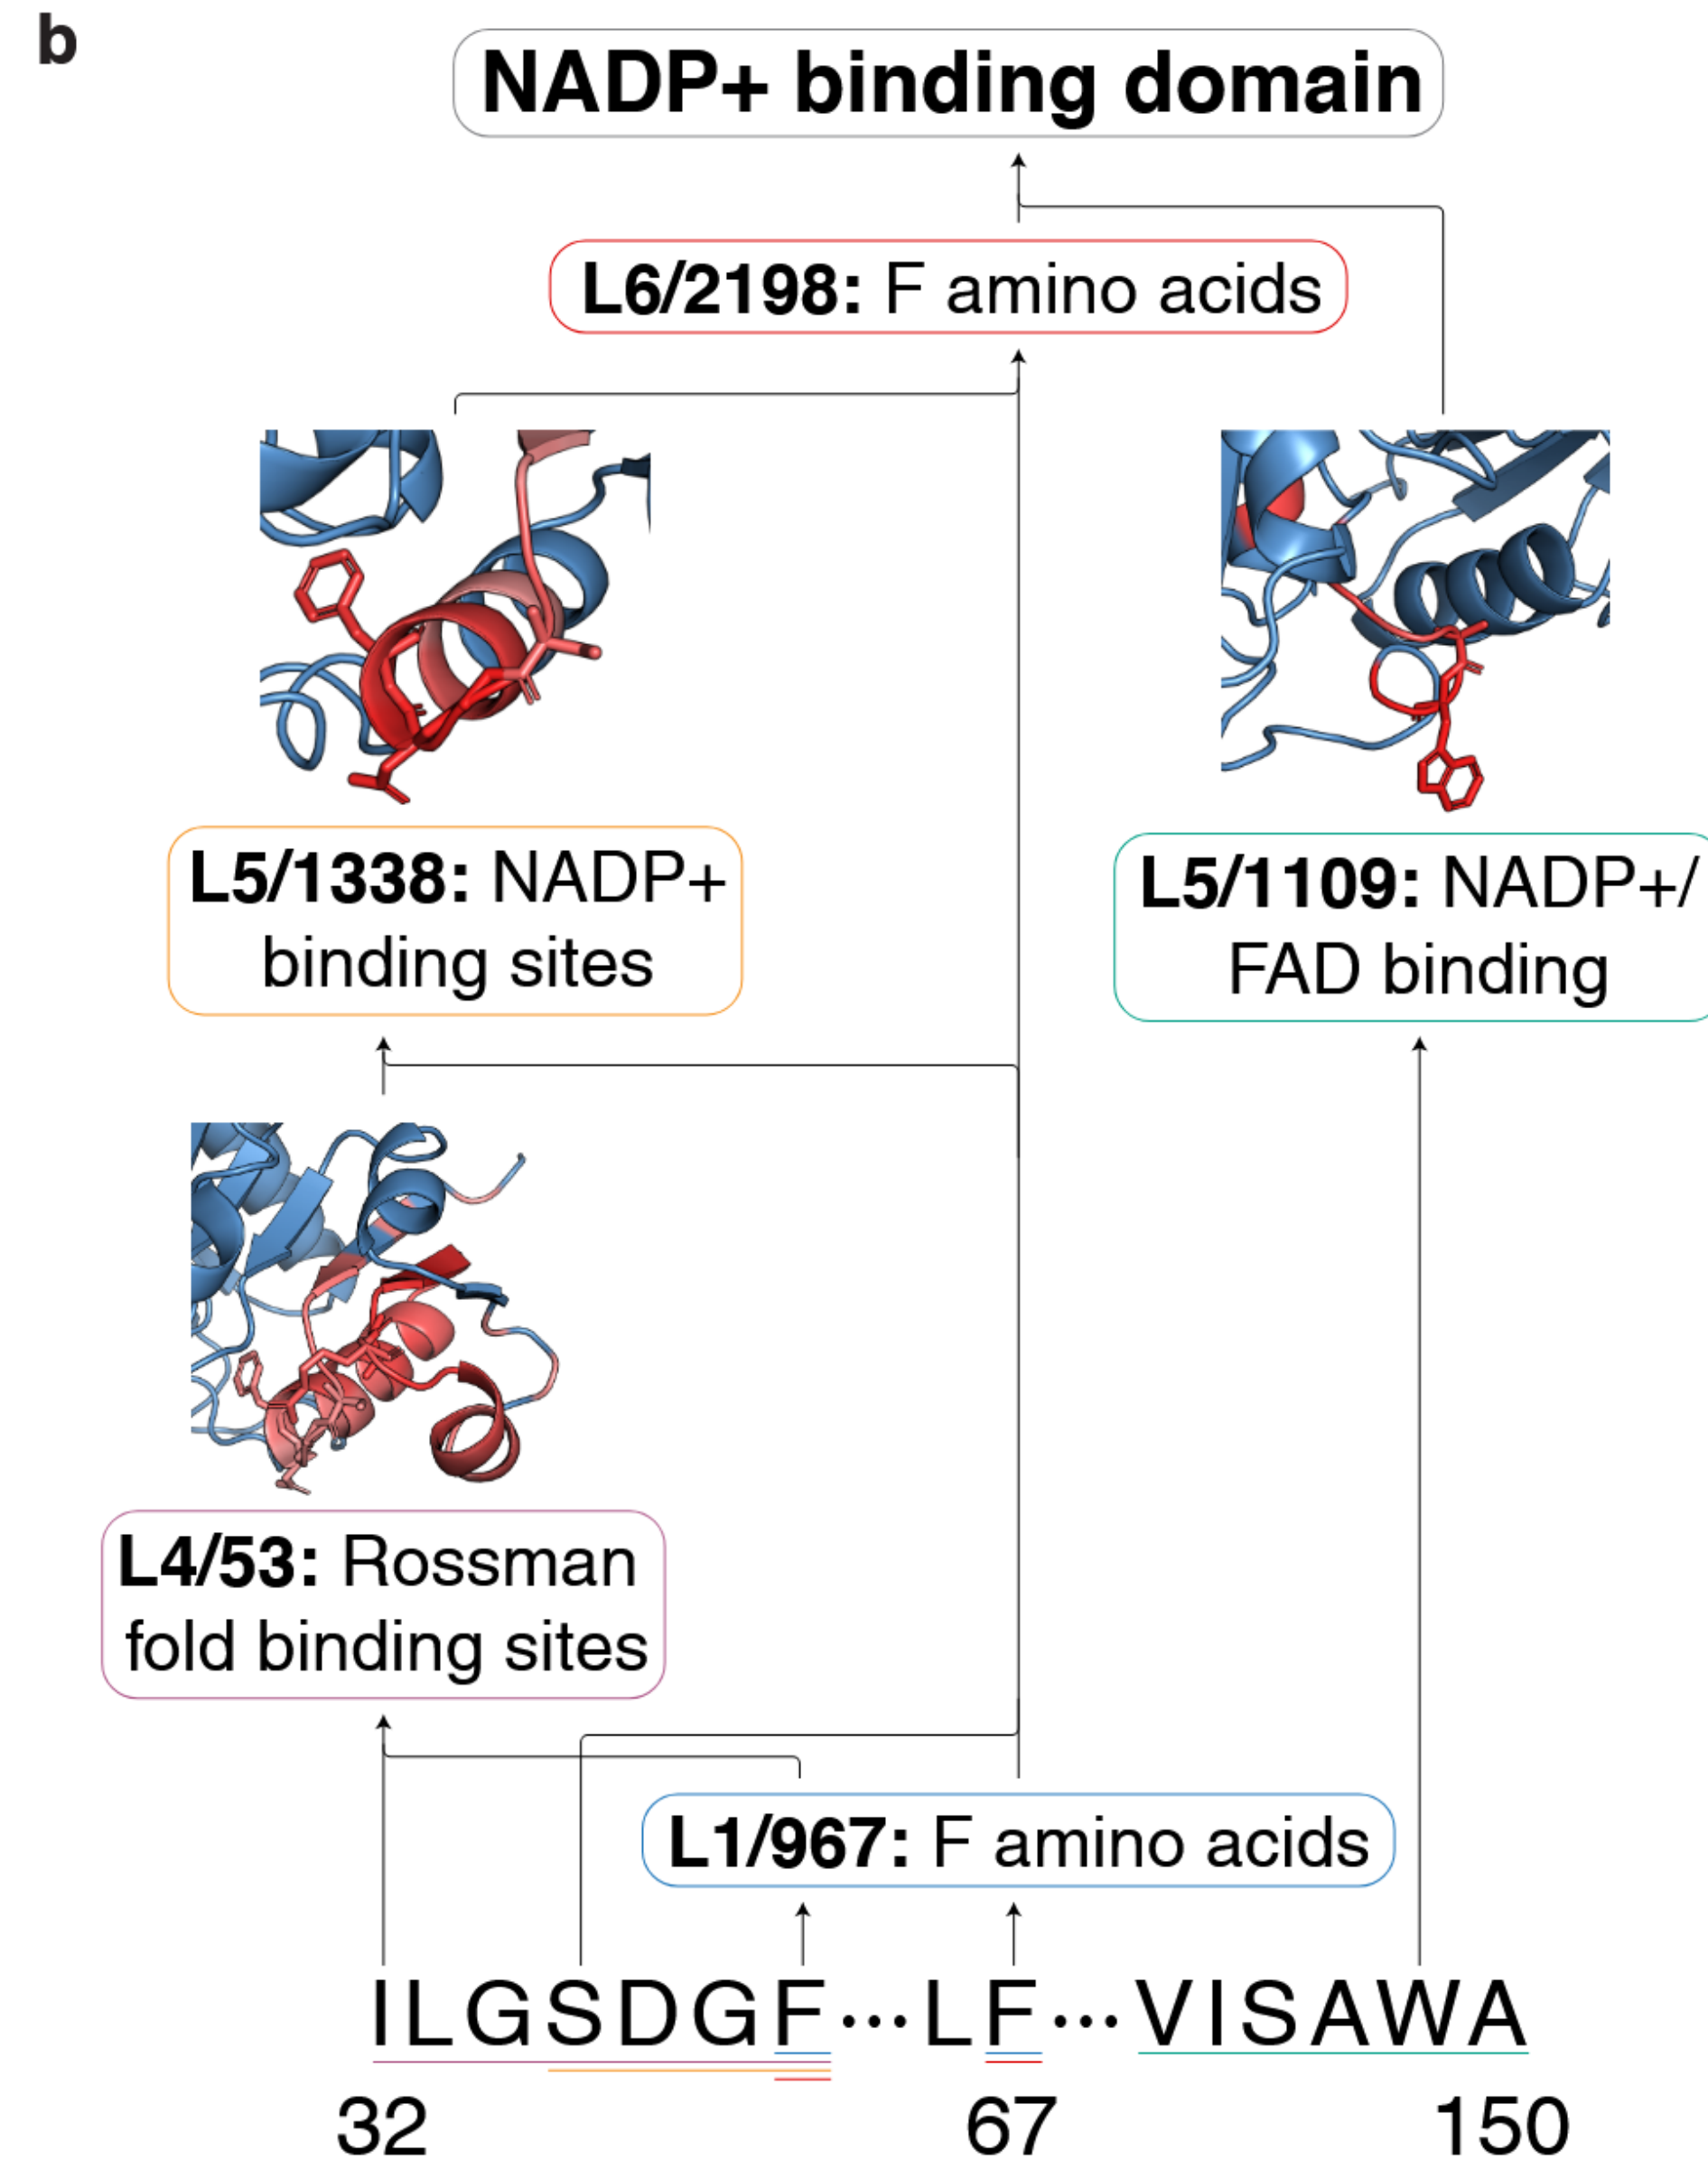 b
NADP+ binding domain
L6/2198: F amino acids
L5/1338: NADP+
binding sites
L5/1109: NADP+/
FAD binding
L4/53: Rossman
fold binding sites
L1/967: F amino acids
ILGSDGF···LF···VISAWA
32 67 150